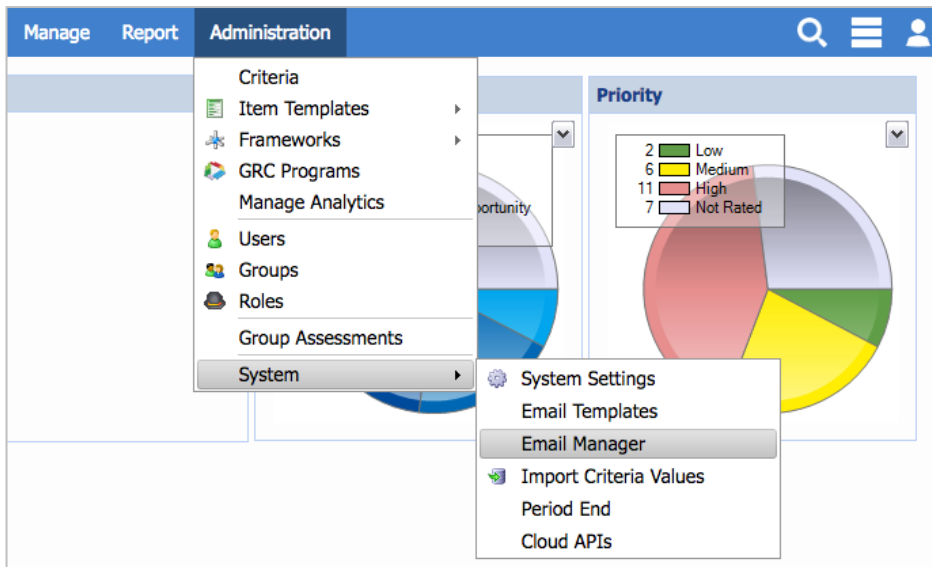 Manage Report Administration
Criteria
Item Templates
Frameworks
GRC Programs
Manage Analytics
Users
Groups
Roles
Group Assessments
System
System Settings
Email Templates
Email Manager
Import Criteria Values
Period End
Cloud APIs
portunity
Priority
2 Low
6 Medium
11 High
7 Not Rated